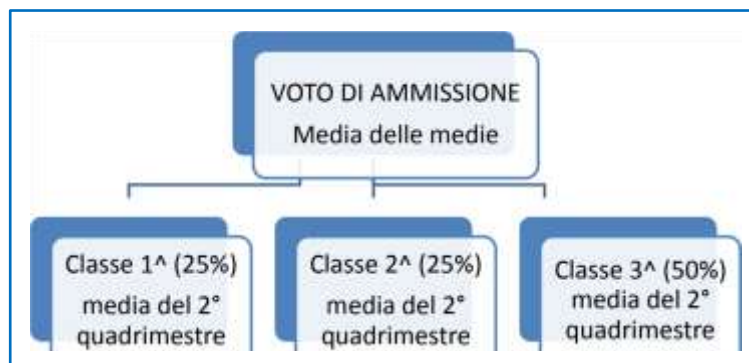 VOTO DI AMMISSIONE
Media delle medie
Classe 1^ (25%)
media del 2°
quadrimestre
Classe 2^ (25%)
media del 2°
quadrimestre
Classe 3^ (50%)
media del 2°
quadrimestre